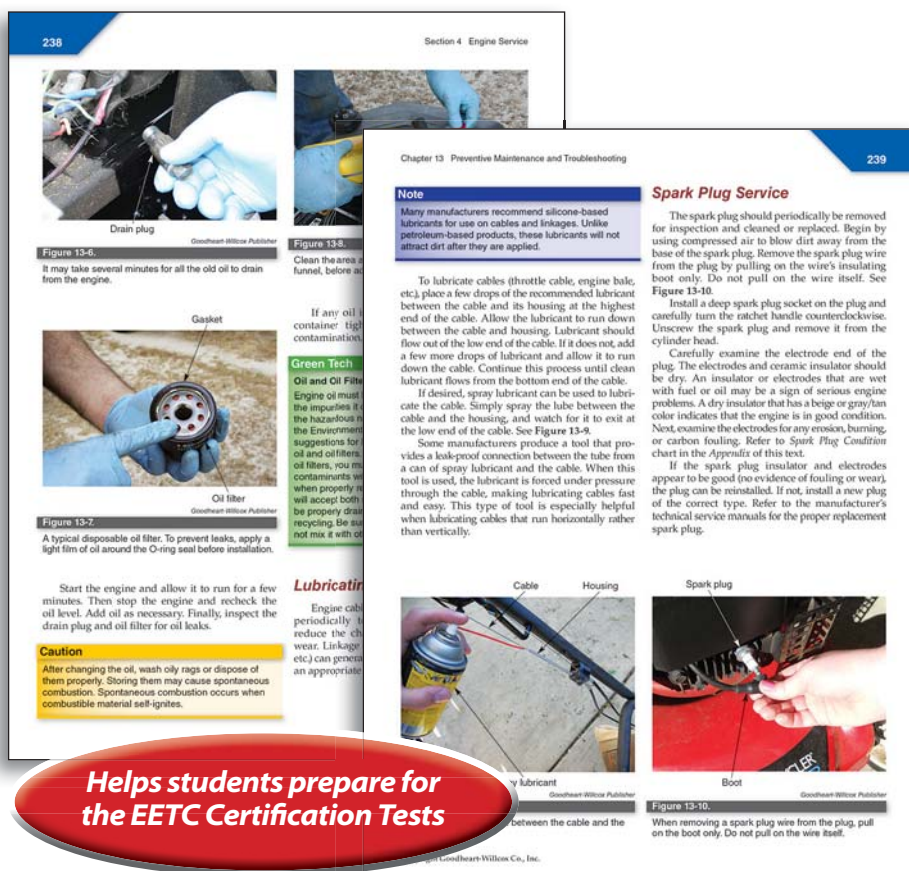 238
Section 4 Engine Service
Drain plug
Goodheart-Willcox Publisher
Figure 13-6.
It may take several minutes for all the old oil to drain
from the engine.
Gasket
Oil filter
Goodheart-Willcox Publisher
Figure 13-7.
A typical disposable oil filter. To prevent leaks, apply a
light film of oil around the O-ring seal before installation.
Start the engine and allow it to run for a few
minutes. Then stop the engine and recheck the
oil level. Add oil as necessary. Finally, inspect the
drain plug and oil filter for oil leaks.
Caution
After changing the oil, wash oily rags or dispose of
them properly. Storing them may cause spontaneous
combustion. Spontaneous combustion occurs when
combustible material self-ignites.
Figure 13-8.
Clean the area a
funnel, before ad
If any oil
container tig
contamination.
Green Tech
Oil and Oil Filte
Engine oil must
the impurities it
the hazardous n
the Environment
suggestions for
oil and oil filters.
oil filters, you mu
contaminants wi
when properly re
will accept both
be properly drain
recycling. Be su
not mix it with ot
Lubricatin
Engine cabl
periodically t
reduce the ch
wear. Linkage
etc.) can genera
an appropriate
Chapter 13 Preventive Maintenance and Troubleshooting
239
Note
Many manufacturers recommend silicone-based
lubricants for use on cables and linkages. Unlike
petroleum-based products, these lubricants will not
attract dirt after they are applied.
To lubricate cables (throttle cable, engine bale,
etc.), place a few drops of the recommended lubricant
between the cable and its housing at the highest
end of the cable. Allow the lubricant to run down
between the cable and housing. Lubricant should
flow out of the low end of the cable. If it does not, add
a few more drops of lubricant and allow it to run
down the cable. Continue this process until clean
lubricant flows from the bottom end of the cable.
If desired, spray lubricant can be used to lubri-
cate the cable. Simply spray the lube between the
cable and the housing, and watch for it to exit at
the low end of the cable. See Figure 13-9.
Some manufacturers produce a tool that pro-
vides a leak-proof connection between the tube from
a can of spray lubricant and the cable. When this
tool is used, the lubricant is forced under pressure
through the cable, making lubricating cables fast
and easy. This type of tool is especially helpful
when lubricating cables that run horizontally rather
than vertically.
Spark Plug Service
The spark plug should periodically be removed
for inspection and cleaned or replaced. Begin by
using compressed air to blow dirt away from the
base of the spark plug. Remove the spark plug wire
from the plug by pulling on the wire's insulating
boot only. Do not pull on the wire itself. See
Figure 13-10.
Install a deep spark plug socket on the plug and
carefully turn the ratchet handle counterclockwise.
Unscrew the spark plug and remove it from the
cylinder head.
Carefully examine the electrode end of the
plug. The electrodes and ceramic insulator should
be dry. An insulator or electrodes that are wet
with fuel or oil may be a sign of serious engine
problems. A dry insulator that has a beige or gray/tan
color indicates that the engine is in good condition.
Next, examine the electrodes for any erosion, burning,
or carbon fouling. Refer to Spark Plug Condition
chart in the Appendix of this text.
If the spark plug insulator and electrodes
appear to be good (no evidence of fouling or wear),
the plug can be reinstalled. If not, install a new plug
of the correct type. Refer to the manufacturer's
technical service manuals for the proper replacement
spark plug.
Cable Housing
y lubricant
Goodheart-Willcox Publisher
between the cable and the
Spark plug
Boot
Goodheart-Willcox Publisher
Figure 13-10.
When removing a spark plug wire from the plug, pull
on the boot only. Do not pull on the wire itself.
Goodheart-Willcox Co., Inc.
Helps students prepare for
the EETC Certification Tests